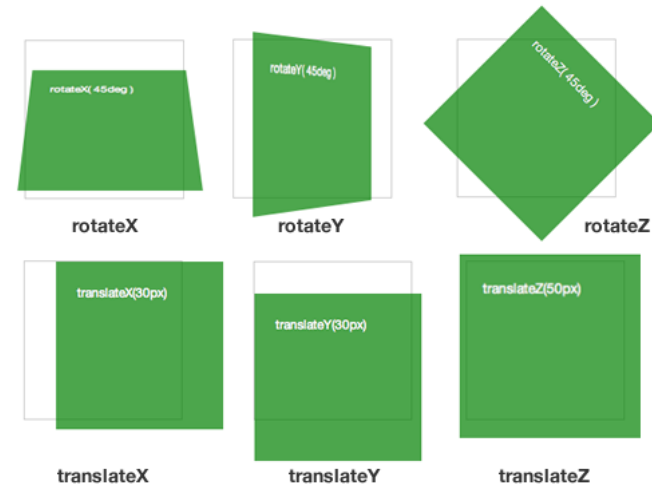 rotateX( 45deg )
rotateY( 45deg )
rotateZ( 45deg )
rotateX
rotateY
rotateZ
translateX(30px)
translateY(30px)
translateZ(50px)
translateX
translateY
translateZ